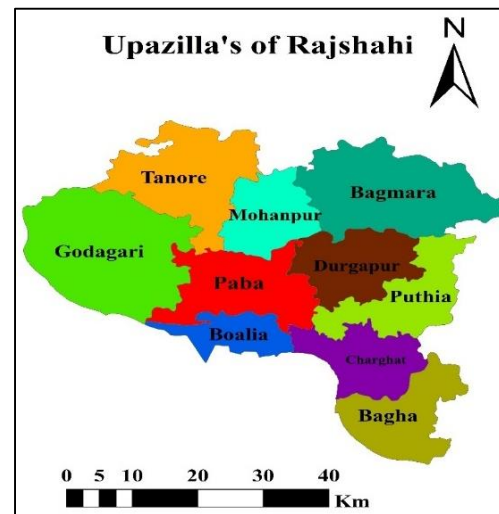 Upazilla's of Rajshahi
N
Tanore
Bagmara
Mohanpur
Godagari
Durgapur
Paba
Puthia
Boalia
Charghat
Bagha
0 5 10 20 30 40
Km